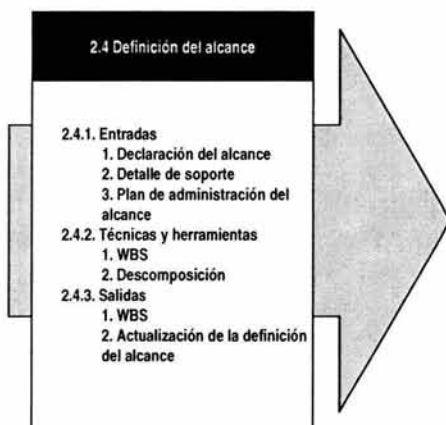 2.4 Definición del alcance
2.4.1. Entradas
1. Declaración del alcance
2. Detalle de soporte
3. Plan de administración del
alcance
2.4.2. Técnicas y herramientas
1. WBS
2. Descomposición
2.4.3. Salidas
1. WBS
2. Actualización de la definición
del alcance